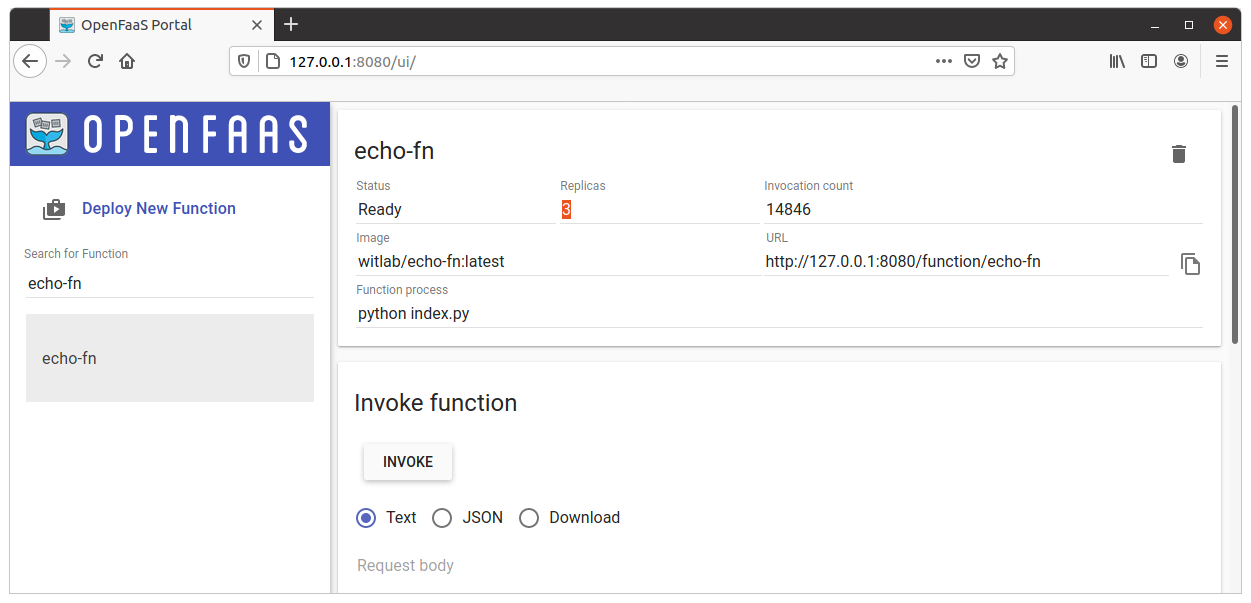 OpenFaaS Portal
127.0.0.1:8080/ui/
OPENFAAS
Deploy New Function
Search for Function
echo-fn
echo-fn
echo-fn
Status Replicas Invocation count
Ready 3 14846
Image URL
witlab/echo-fn:latest http://127.0.0.1:8080/function/echo-fn
Function process
python index.py
Invoke function
INVOKE
Text JSON Download
Request body